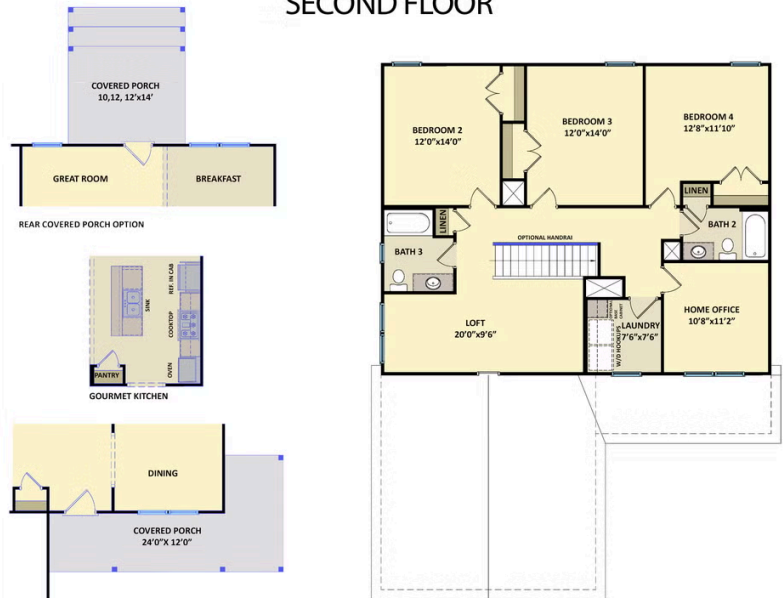 SECOND FLOOR
COVERED PORCH
10,12, 12'x14'
GREAT ROOM
BREAKFAST
REAR COVERED PORCH OPTION
SINK
REF. IN CAB
COOKTOP
OVEN
PANTRY
GOURMET KITCHEN
DINING
COVERED PORCH
24'0"X 12'0"
BEDROOM 2
12'0"x14'0"
BEDROOM 3
12'0"x14'0"
BEDROOM 4
12'8"x11'10"
LINEN
LINEN
BATH 2
BATH 3
OPTIONAL HANDRAI
LOFT
20'0"x9'6"
OPTIONAL
BASE
CABINET
W/D HOOKUPS
LAUNDRY
7'6"x7'6"
HOME OFFICE
10'8"x11'2"